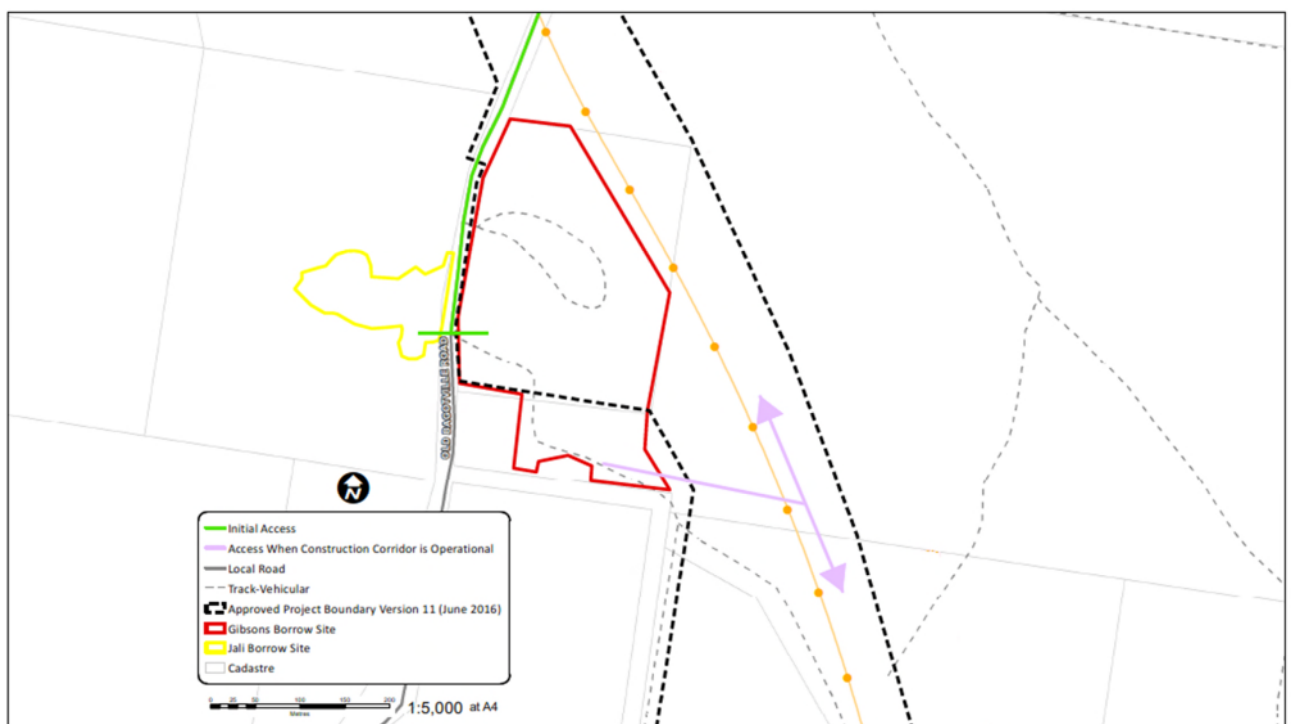 OLD BAGOTVILLE ROAD
N
Initial Access
Access When Construction Corridor is Operational
Local Road
Track-Vehicular
Approved Project Boundary Version 11 (June 2016)
Gibsons Borrow Site
Jali Borrow Site
Cadastre
0 25 50 100 150 200
Metres
1:5,000 at A4